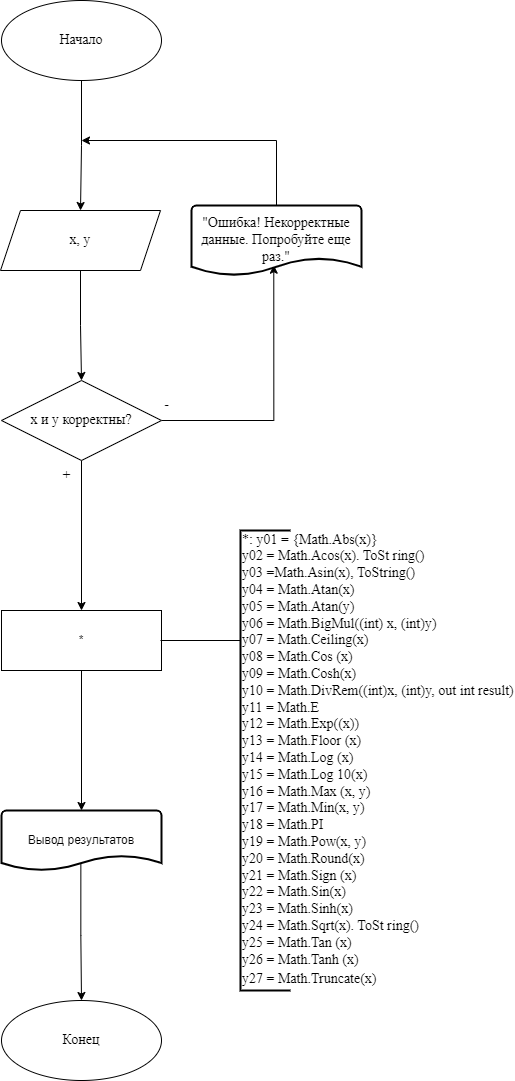 Начало
x, y
"Ошибка! Некорректные
данные. Попробуйте еще
раз."
x и y корректны?
-
+
*
*: y01 = {Math.Abs(x)}
y02 = Math.Acos(x). ToSt ring()
y03 =Math.Asin(x), ToString()
y04 = Math.Atan(x)
y05 = Math.Atan(y)
y06 = Math.BigMul((int) x, (int)y)
y07 = Math.Ceiling(x)
y08 = Math.Cos (x)
y09 = Math.Cosh(x)
y10 = Math.DivRem((int)x, (int)y, out int result)
y11 = Math.E
y12 = Math.Exp((x))
y13 = Math.Floor (x)
y14 = Math.Log (x)
y15 = Math.Log 10(x)
y16 = Math.Max (x, y)
y17 = Math.Min(x, y)
y18 = Math.PI
y19 = Math.Pow(x, y)
y20 = Math.Round(x)
y21 = Math.Sign (x)
y22 = Math.Sin(x)
y23 = Math.Sinh(x)
y24 = Math.Sqrt(x). ToSt ring()
y25 = Math.Tan (x)
y26 = Math.Tanh (x)
y27 = Math.Truncate(x)
Вывод результатов
Конец